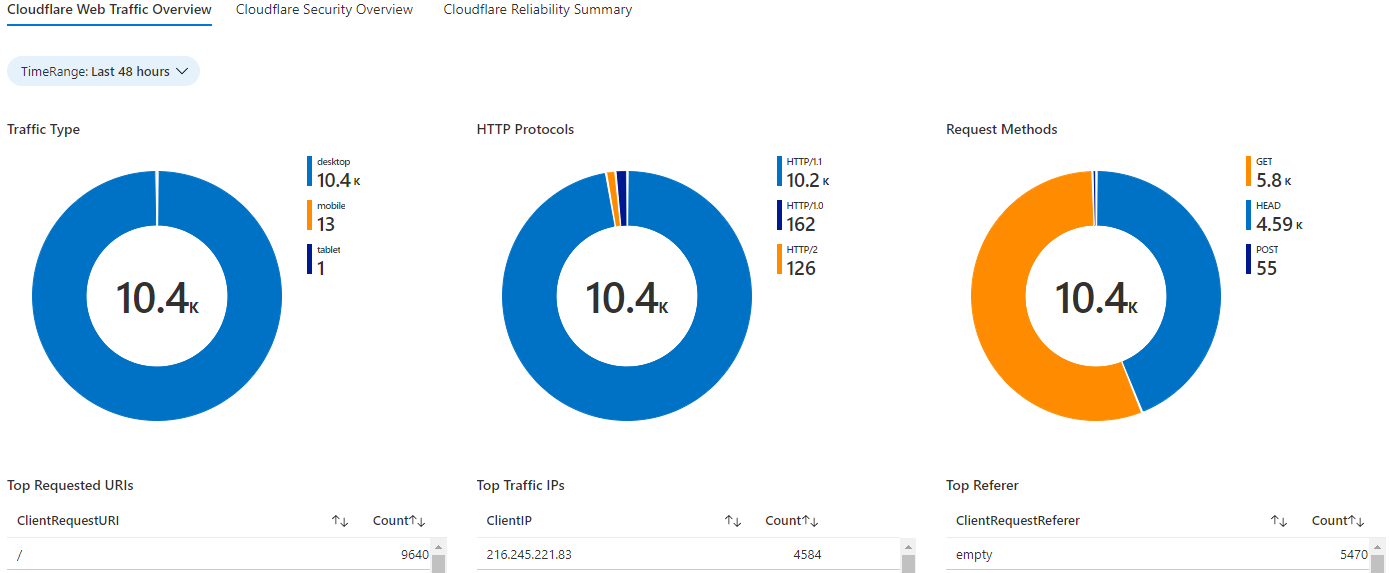 Cloudflare Web Traffic Overview Cloudflare Security Overview Cloudflare Reliability Summary
TimeRange: Last 48 hours
Traffic Type
desktop
10.4 K
mobile
13
tablet
1
10.4K
HTTP Protocols
HTTP/1.1
10.2 K
HTTP/1.0
162
HTTP/2
126
10.4K
Request Methods
GET
5.8 K
HEAD
4.59 K
POST
55
10.4K
Top Requested URIs
ClientRequestURI Count
/ 9640
Top Traffic IPs
ClientIP Count
216.245.221.83 4584
Top Referer
ClientRequestReferer Count
empty 5470